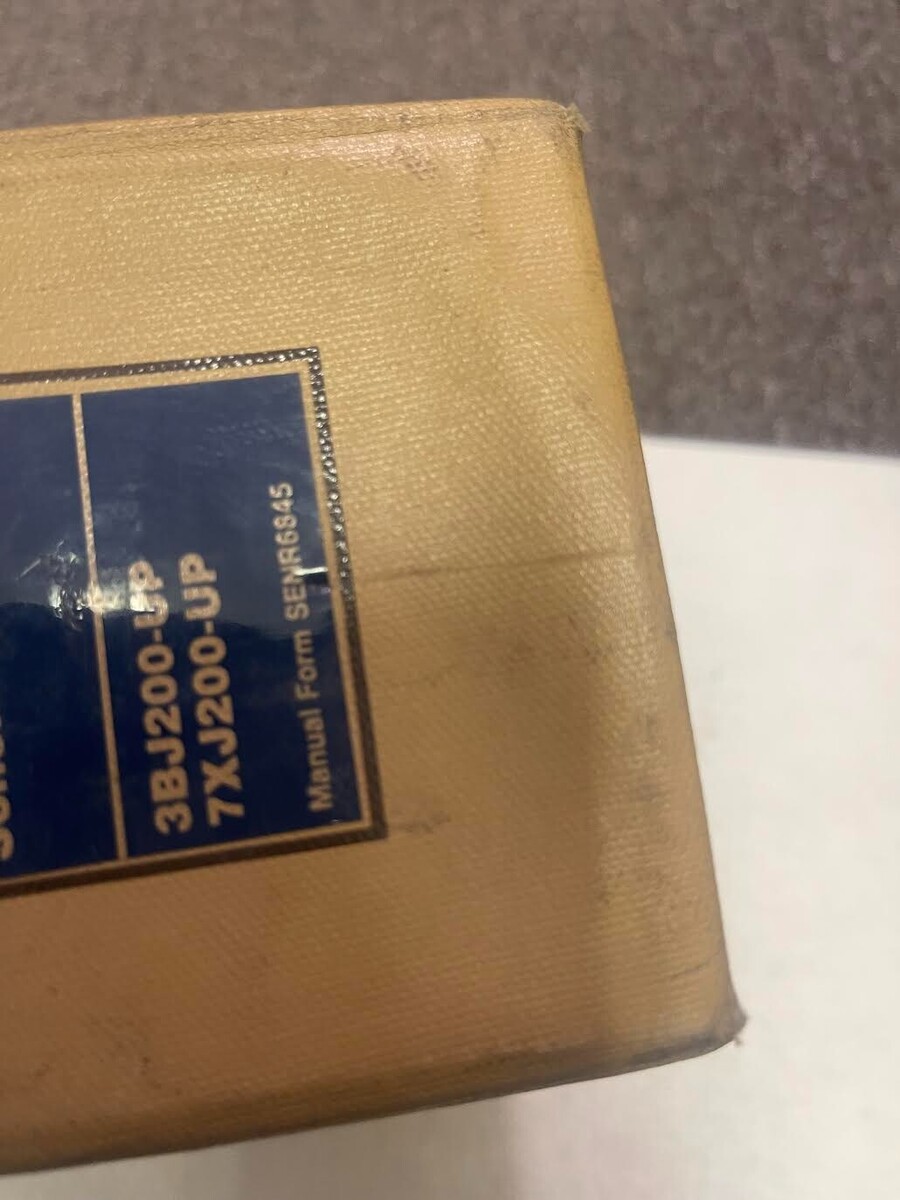 3BJ200-UP
7XJ200-UP
Manual Form SENR6845